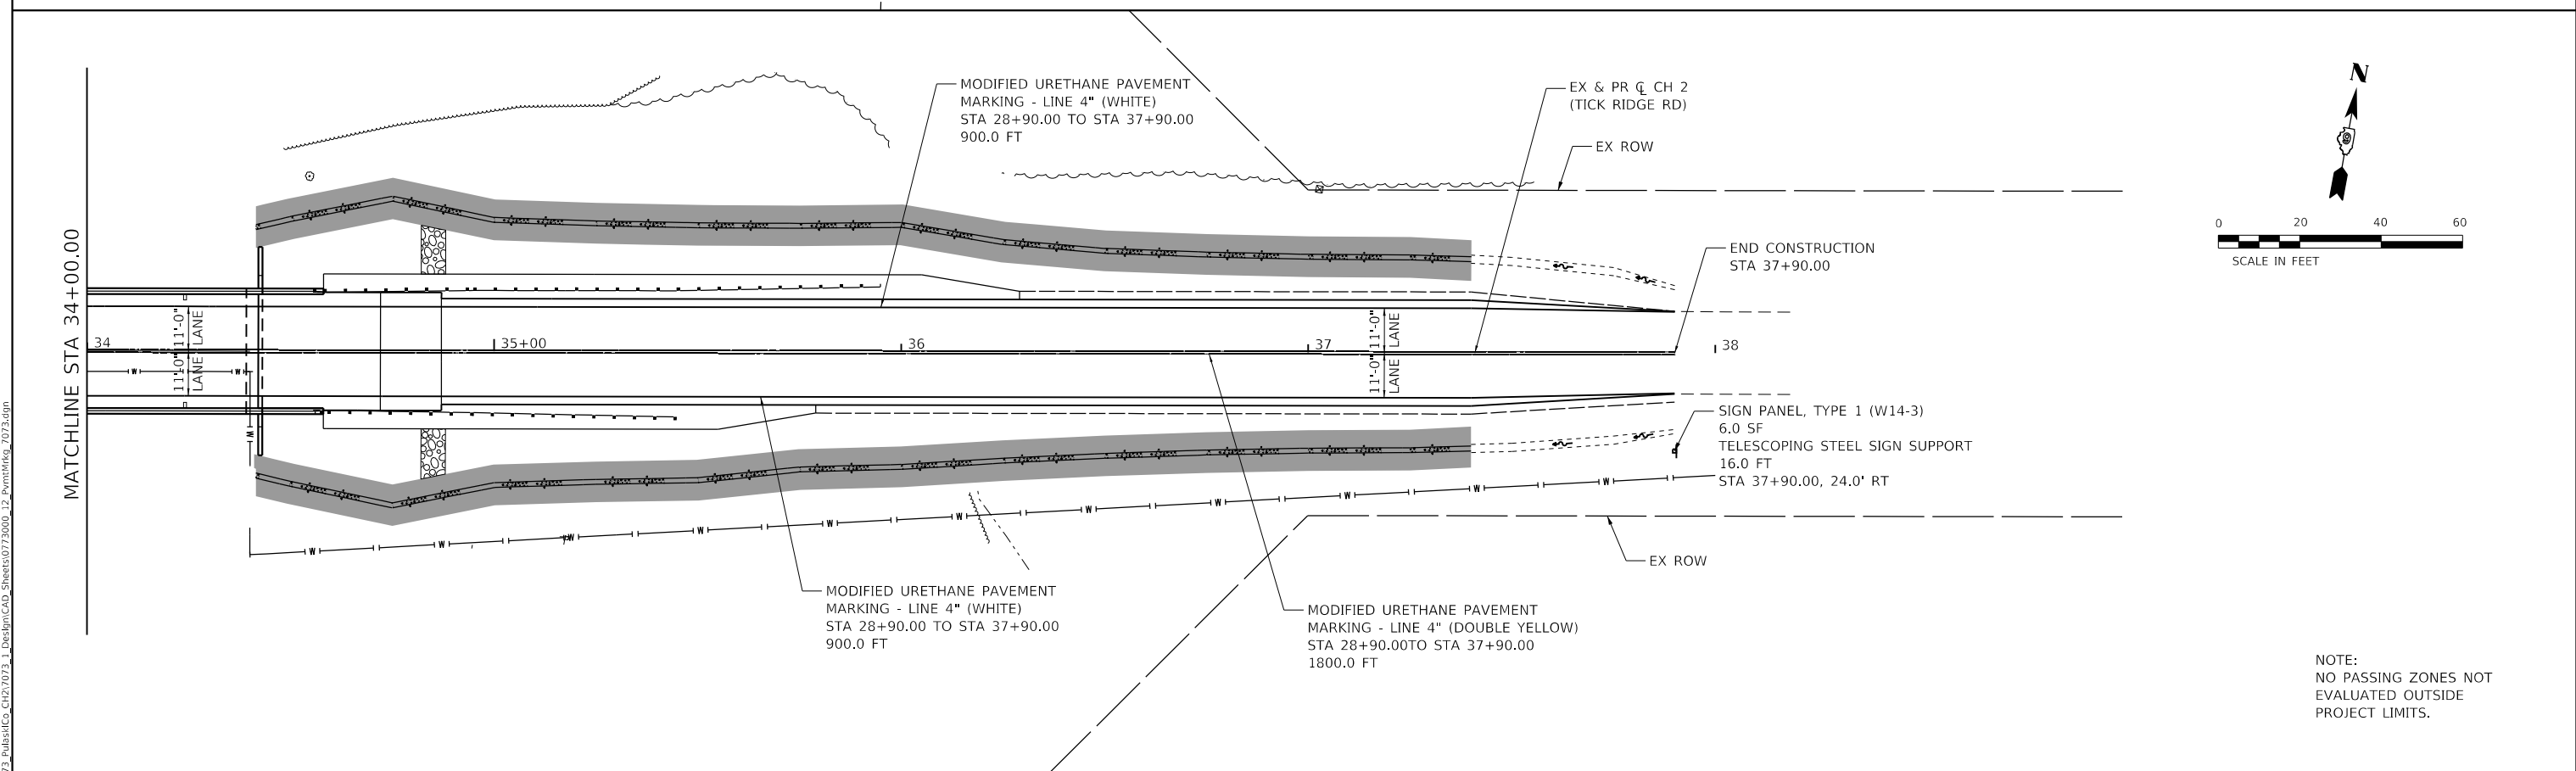 MODIFIED URETHANE PAVEMENT
MARKING - LINE 4" (WHITE)
STA 28+90.00 TO STA 37+90.00
900.0 FT
EX & PR ℄ CH 2
(TICK RIDGE RD)
EX ROW
N
0 20 40 60
SCALE IN FEET
END CONSTRUCTION
STA 37+90.00
MATCHLINE STA 34+00.00
11'-0" 11'-0"
LANE LANE
34
35+00
36
37
38
11'-0" 11'-0"
LANE LANE
W W
W
SIGN PANEL, TYPE 1 (W14-3)
6.0 SF
TELESCOPING STEEL SIGN SUPPORT
16.0 FT
STA 37+90.00, 24.0' RT
W W W W W W W W W W W
EX ROW
MODIFIED URETHANE PAVEMENT
MARKING - LINE 4" (WHITE)
STA 28+90.00 TO STA 37+90.00
900.0 FT
MODIFIED URETHANE PAVEMENT
MARKING - LINE 4" (DOUBLE YELLOW)
STA 28+90.00TO STA 37+90.00
1800.0 FT
NOTE:
NO PASSING ZONES NOT
EVALUATED OUTSIDE
PROJECT LIMITS.
73_PulaskiCo_CH2\7073_1_Design\CAD_Sheets\0773000_12_PvmtMrkg_7073.dgn